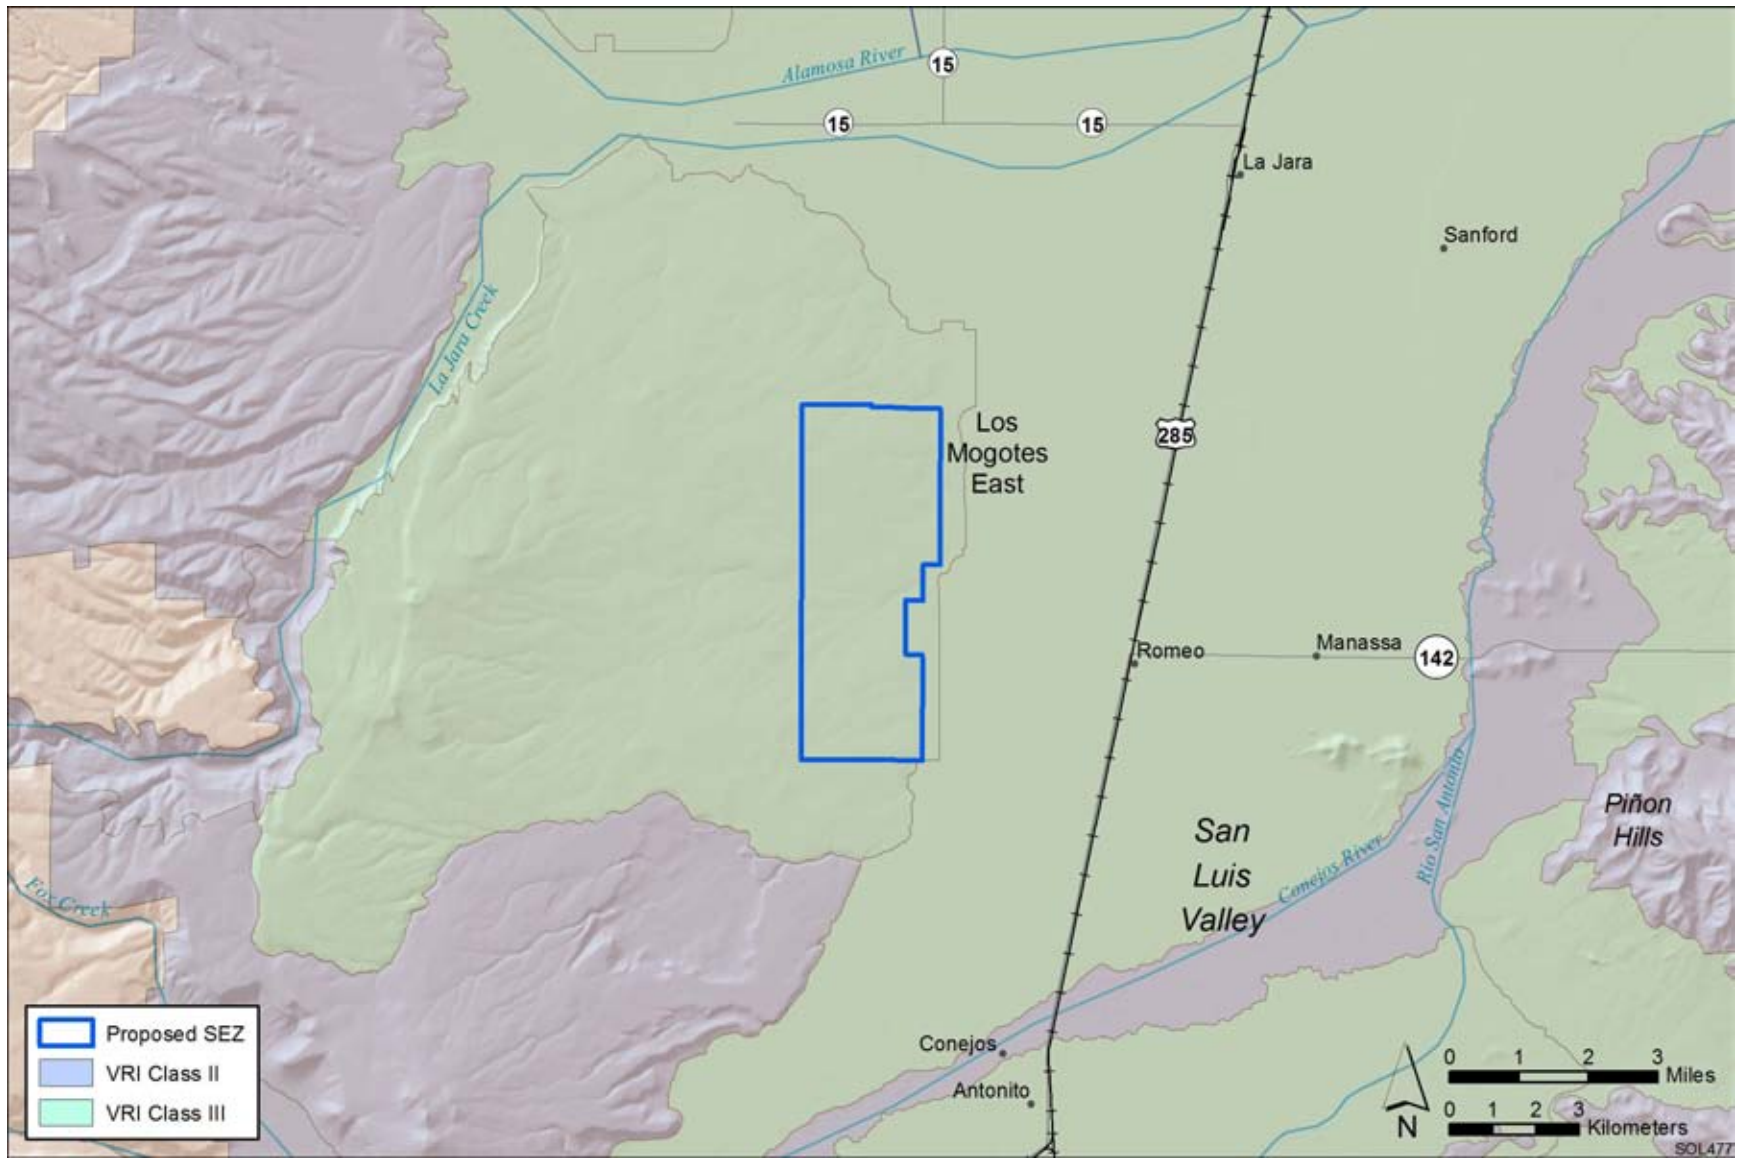 Alamosa River
15
15
15
La Jara
Sanford
La Jara Creek
Los
Mogotes
East
285
Romeo
Manassa
142
San
Luis
Valley
Conejos River
Rio San Antonio
Piñon
Hills
Fox Creek
Conejos
Antonito
Proposed SEZ
VRI Class II
VRI Class III
N
0 1 2 3
Miles
0 1 2 3
Kilometers
SOL477